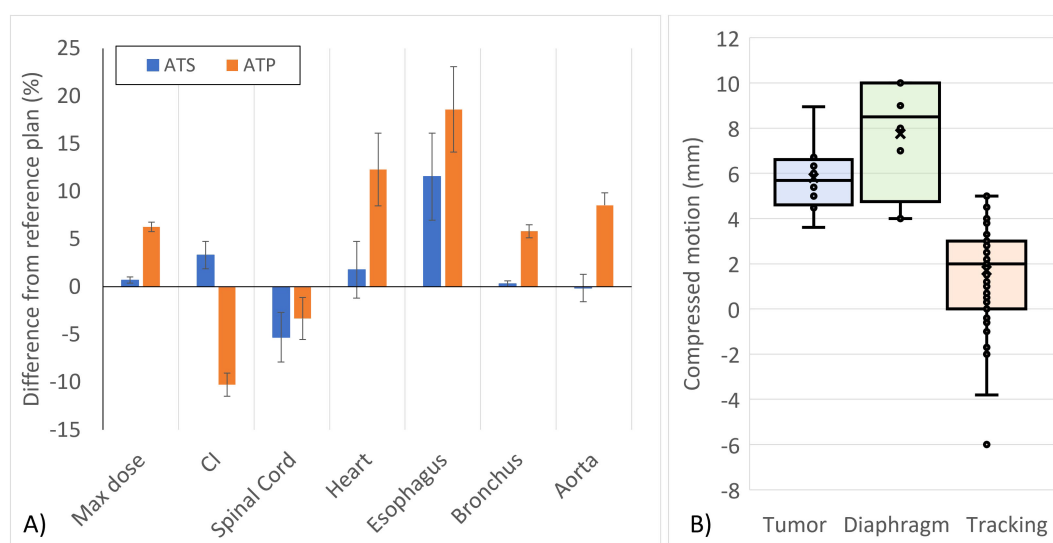 Difference from reference plan (%)
25
20
15
10
5
0
-5
-10
-15
ATS ATP
Max dose
CI
Spinal Cord
Heart
Esophagus
Bronchus
Aorta
A)
Compressed motion (mm)
12
10
8
6
4
2
0
-2
-4
-6
-8
Tumor Diaphragm Tracking
B)